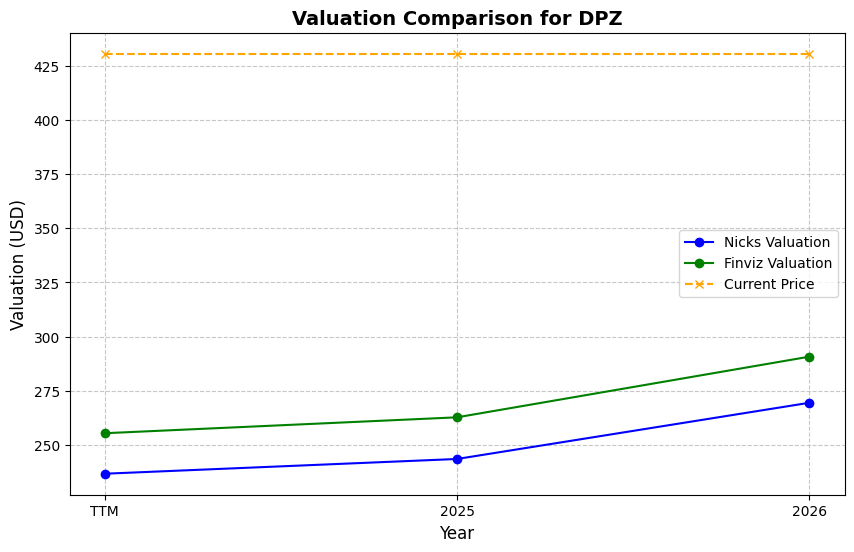 Valuation Comparison for DPZ
Valuation (USD)
425
400
375
350
325
300
275
250
Nicks Valuation
Finviz Valuation
Current Price
TTM
2025
2026
Year